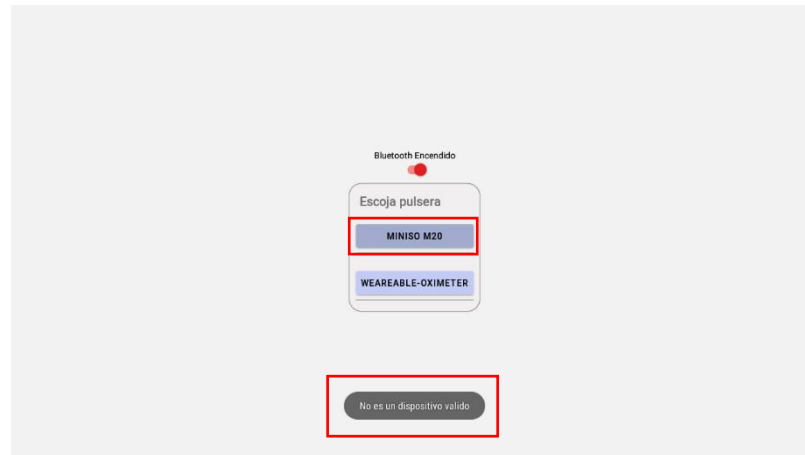 Bluetooth Encendido
Escoja pulsera
MINISO M20
WEAREABLE-OXIMETER
No es un dispositivo valido